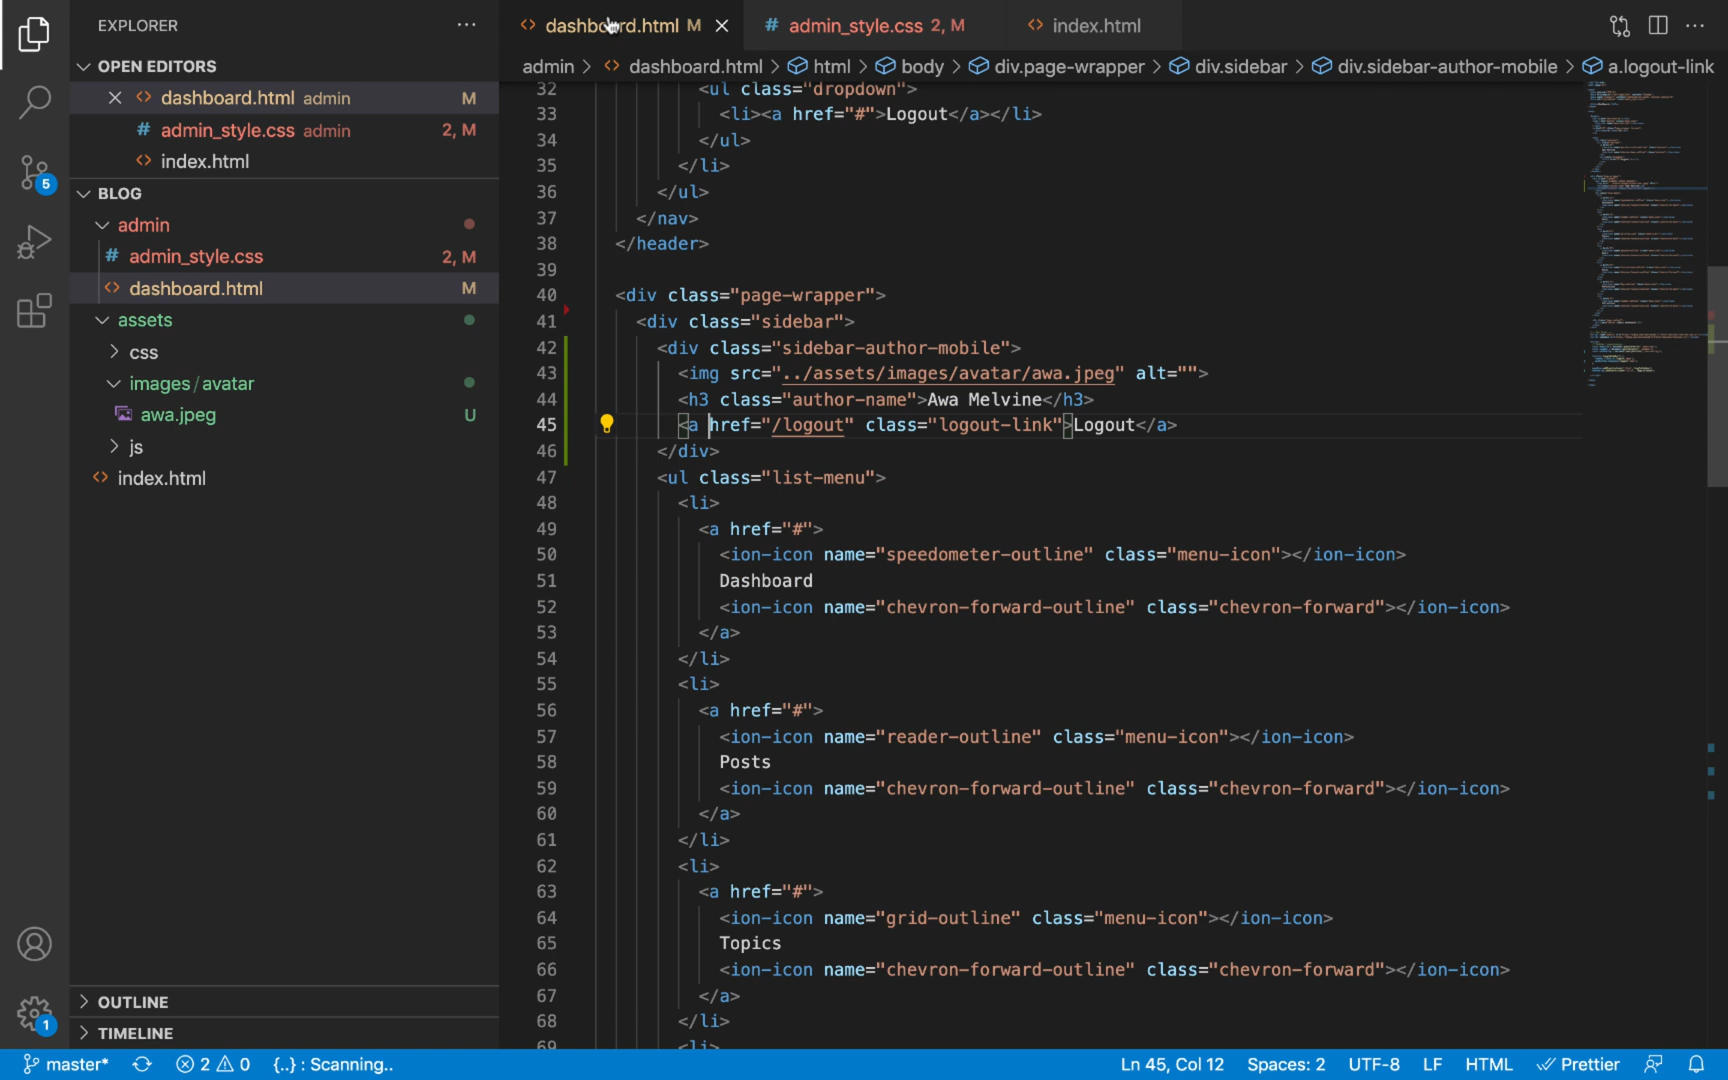 EXPLORER
dashboard.html M
# admin_style.css 2, M
index.html
OPEN EDITORS
admin > dashboard.html > html > body > div.page-wrapper > div.sidebar > div.sidebar-author-mobile > a.logout-link
dashboard.html admin M
# admin_style.css admin 2, M
index.html
BLOG
admin
# admin_style.css 2, M
dashboard.html M
assets
css
images/avatar
awa.jpeg U
js
index.html
OUTLINE
TIMELINE
5
1
32 <ul class="dropdown">
33 <li><a href="#">Logout</a></li>
34 </ul>
35 </li>
36 </ul>
37 </nav>
38 </header>
39
40 <div class="page-wrapper">
41 <div class="sidebar">
42 <div class="sidebar-author-mobile">
43 <img src="../assets/images/avatar/awa.jpeg" alt="">
44 <h3 class="author-name">Awa Melvine</h3>
45 <a href="/logout" class="logout-link">Logout</a>
46 </div>
47 <ul class="list-menu">
48 <li>
49 <a href="#">
50 <ion-icon name="speedometer-outline" class="menu-icon"></ion-icon>
51 Dashboard
52 <ion-icon name="chevron-forward-outline" class="chevron-forward"></ion-icon>
53 </a>
54 </li>
55 <li>
56 <a href="#">
57 <ion-icon name="reader-outline" class="menu-icon"></ion-icon>
58 Posts
59 <ion-icon name="chevron-forward-outline" class="chevron-forward"></ion-icon>
60 </a>
61 </li>
62 <li>
63 <a href="#">
64 <ion-icon name="grid-outline" class="menu-icon"></ion-icon>
65 Topics
66 <ion-icon name="chevron-forward-outline" class="chevron-forward"></ion-icon>
67 </a>
68 </li>
69 <li>
master* 2 0 {..} : Scanning.. Ln 45, Col 12 Spaces: 2 UTF-8 LF HTML Prettier